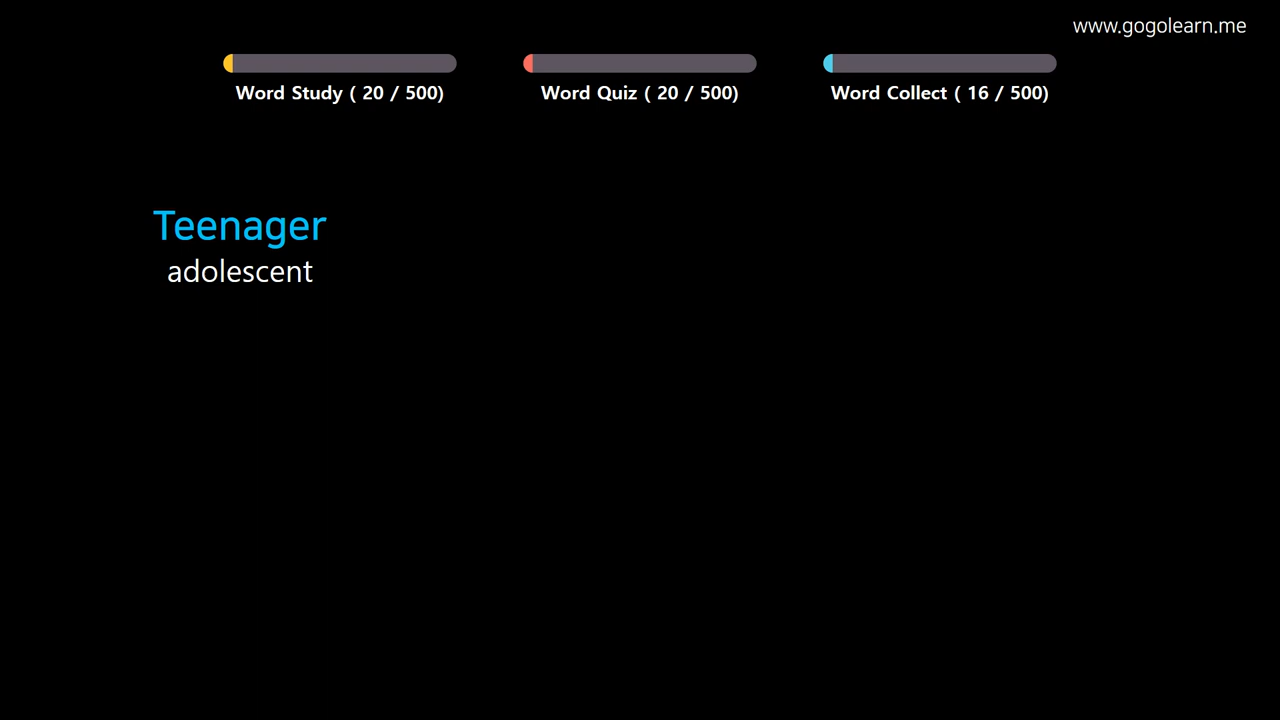 www.gogolearn.me
Word Study ( 20 / 500)
Word Quiz ( 20 / 500)
Word Collect ( 16 / 500)
Teenager
adolescent